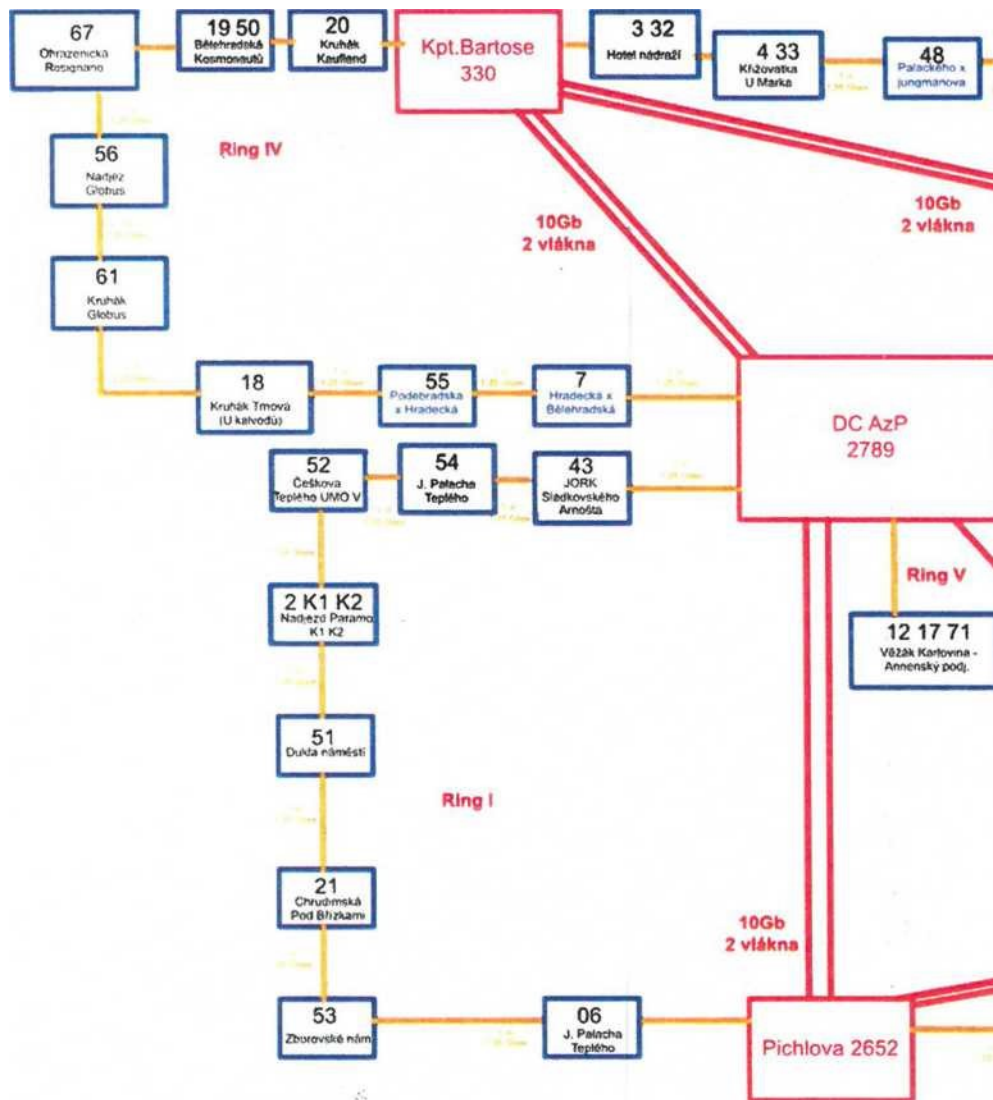 67
Ohrazenická
Rosignano
19 50
Bělehradská
Kosmonautů
20
Kruhák
Kaufland
Kpt.Bartose
330
3 32
Hotel nádraží
4 33
Křižovatka
U Marka
48
Palackého x
jungmanova
Ring IV
56
Nadjez
Globus
10Gb
2 vlákna
10Gb
2 vlákna
61
Kruhák
Globus
18
Kruhák Trnová
(U kalvodů)
55
Poděbradská
x Hradecká
7
Hradecká x
Bělehradská
DC AzP
2789
52
Češkova
Teplého UMO V
54
J. Palacha
Teplého
43
JORK
Sladkovského
Arnošta
Ring V
2 K1 K2
Nadjezd Paramo
K1 K2
12 17 71
Věžák Karlovina -
Annenský podj.
51
Dukla náměstí
Ring I
21
Chrudimská
Pod Břízkami
10Gb
2 vlákna
53
Zborovské nám
06
J. Palacha
Teplého
Pichlova 2652